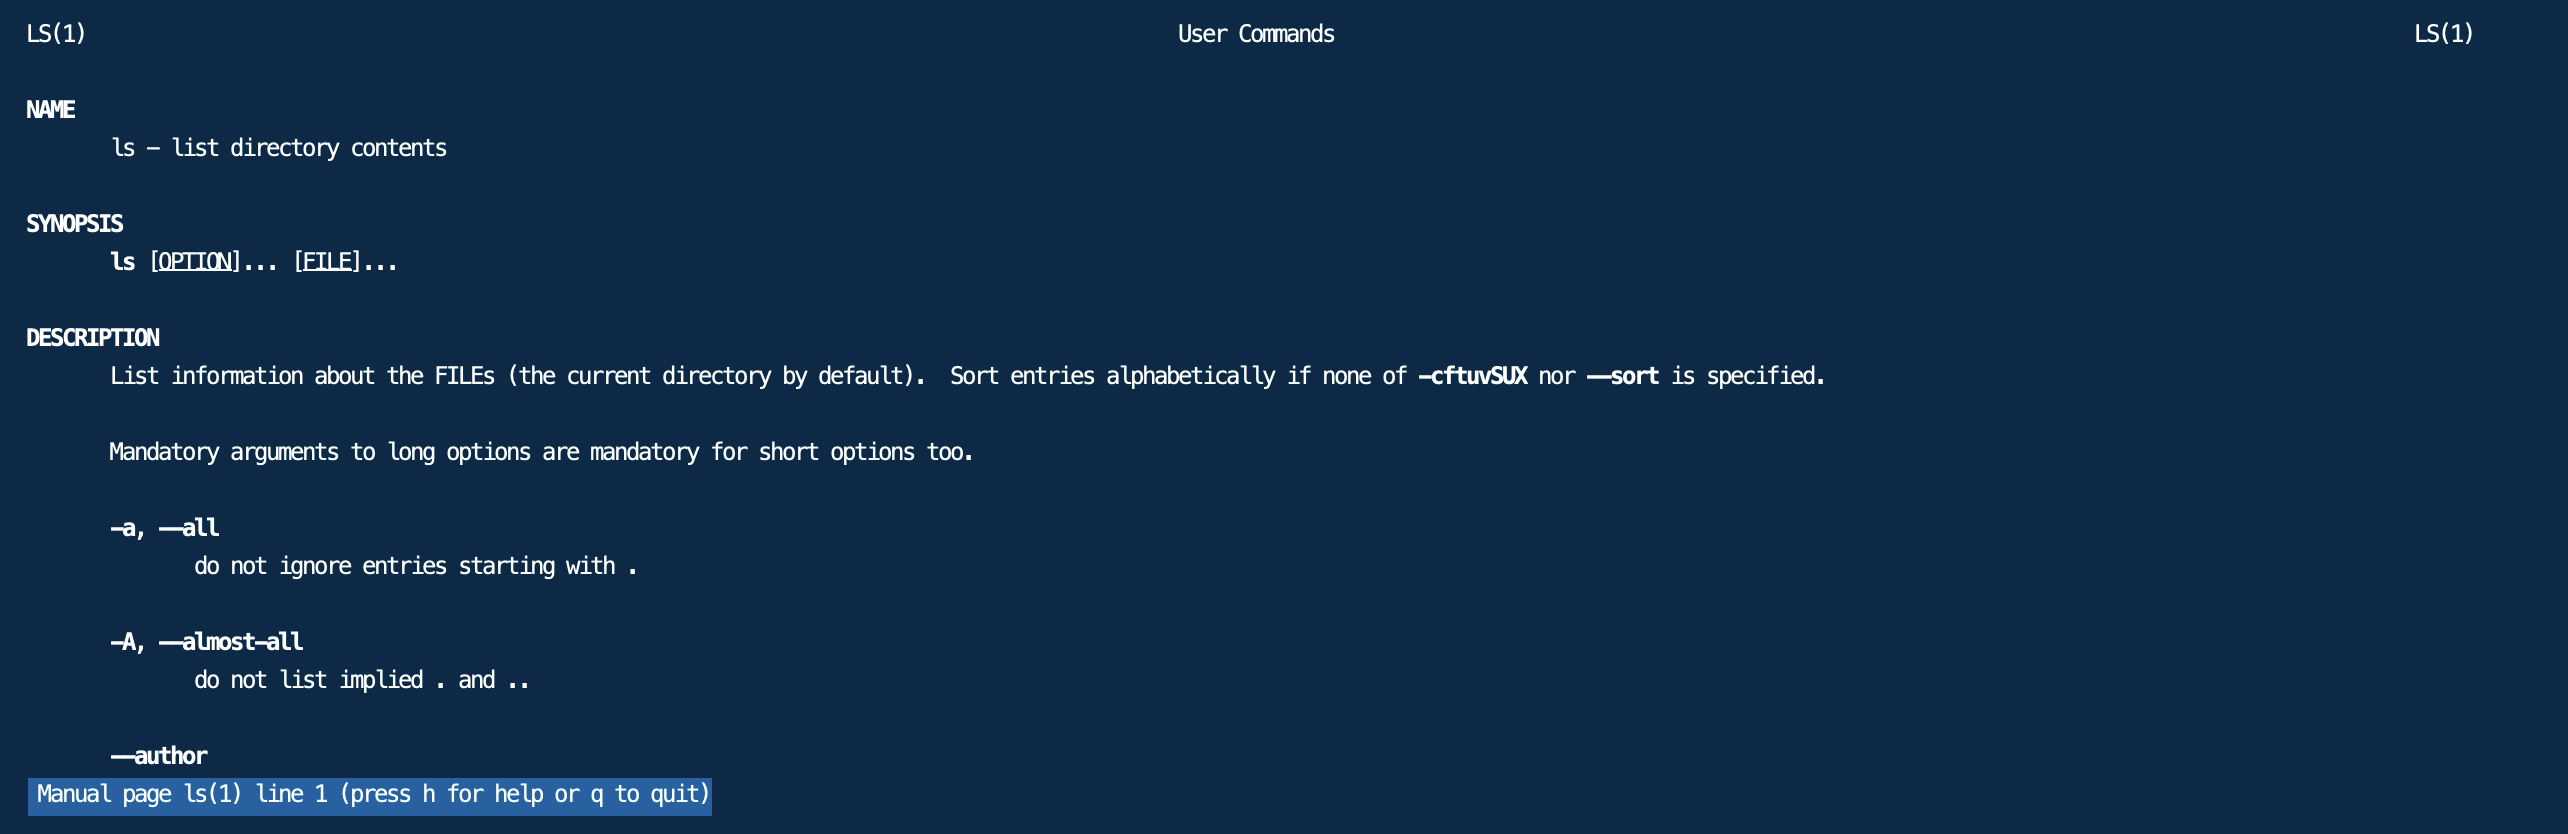 LS(1) User Commands LS(1)
NAME
ls - list directory contents
SYNOPSIS
ls [OPTION]... [FILE]...
DESCRIPTION
List information about the FILEs (the current directory by default).  Sort entries alphabetically if none of -cftuvSUX nor --sort is specified.
Mandatory arguments to long options are mandatory for short options too.
-a, --all
do not ignore entries starting with .
-A, --almost-all
do not list implied . and ..
--author
Manual page ls(1) line 1 (press h for help or q to quit)